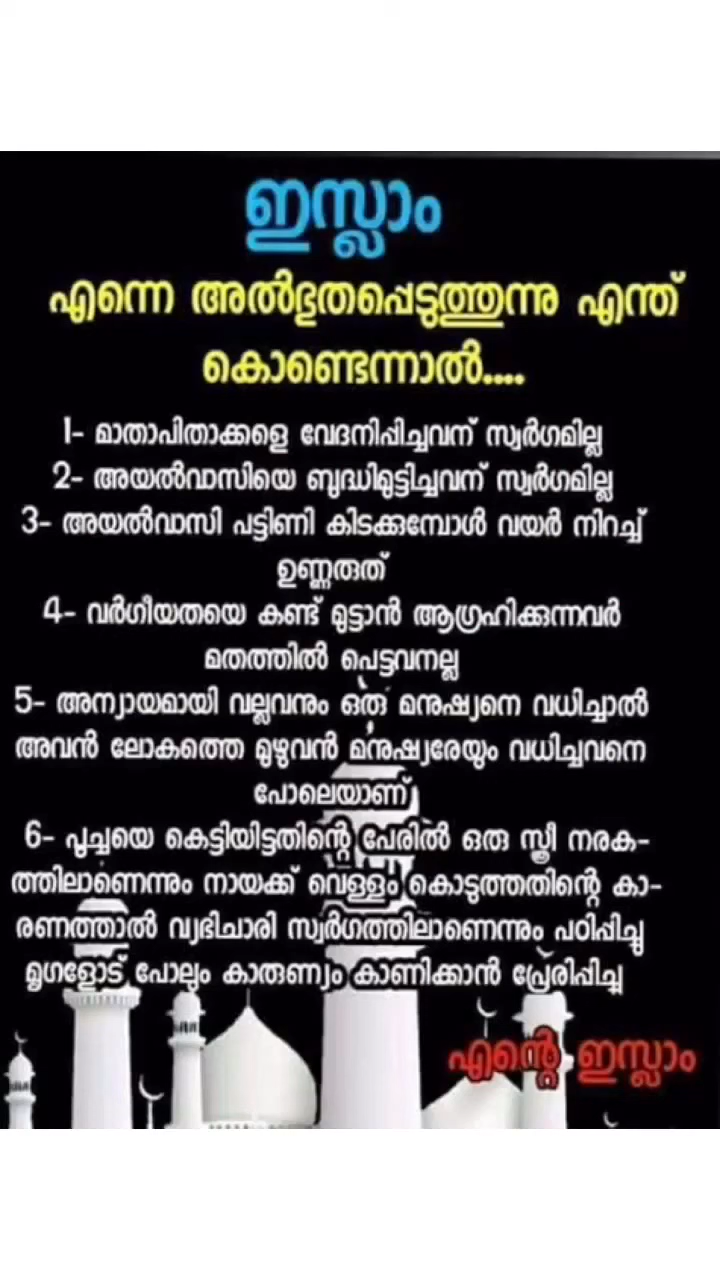 ഇസ്ലാം
എന്നെ അൽഭുതപ്പെടുത്തുന്നു എന്ത്
കൊണ്ടെന്നാൽ....
1- മാതാപിതാക്കളെ വേദനിപ്പിച്ചവന് സ്വർഗമില്ല
2- അയൽവാസിയെ ബുദ്ധിമുട്ടിച്ചവന് സ്വർഗമില്ല
3- അയൽവാസി പട്ടിണി കിടക്കുമ്പോൾ വയർ നിറച്ച്
ഉണ്ണരുത്
4- വർഗീയതയെ കണ്ട് മുട്ടാൻ ആഗ്രഹിക്കുന്നവർ
മതത്തിൽ പെട്ടവനല്ല
5- അന്യായമായി വല്ലവനും ഒരു മനുഷ്യനെ വധിച്ചാൽ
അവൻ ലോകത്തെ മുഴുവൻ മനുഷ്യരേയും വധിച്ചവനെ
പോലെയാണ്
6- പൂച്ചയെ കെട്ടിയിട്ടതിന്റെ പേരിൽ ഒരു സ്ത്രീ നരക-
ത്തിലാണെന്നും നായക്ക് വെള്ളം കൊടുത്തതിന്റെ കാ-
രണത്താൽ വ്യഭിചാരി സ്വർഗത്തിലാണെന്നും പഠിപ്പിച്ചു
മൃഗളോട് പോലും കാരുണ്യം കാണിക്കാൻ പ്രേരിപ്പിച്ചു
എന്റെ ഇസ്ലാം